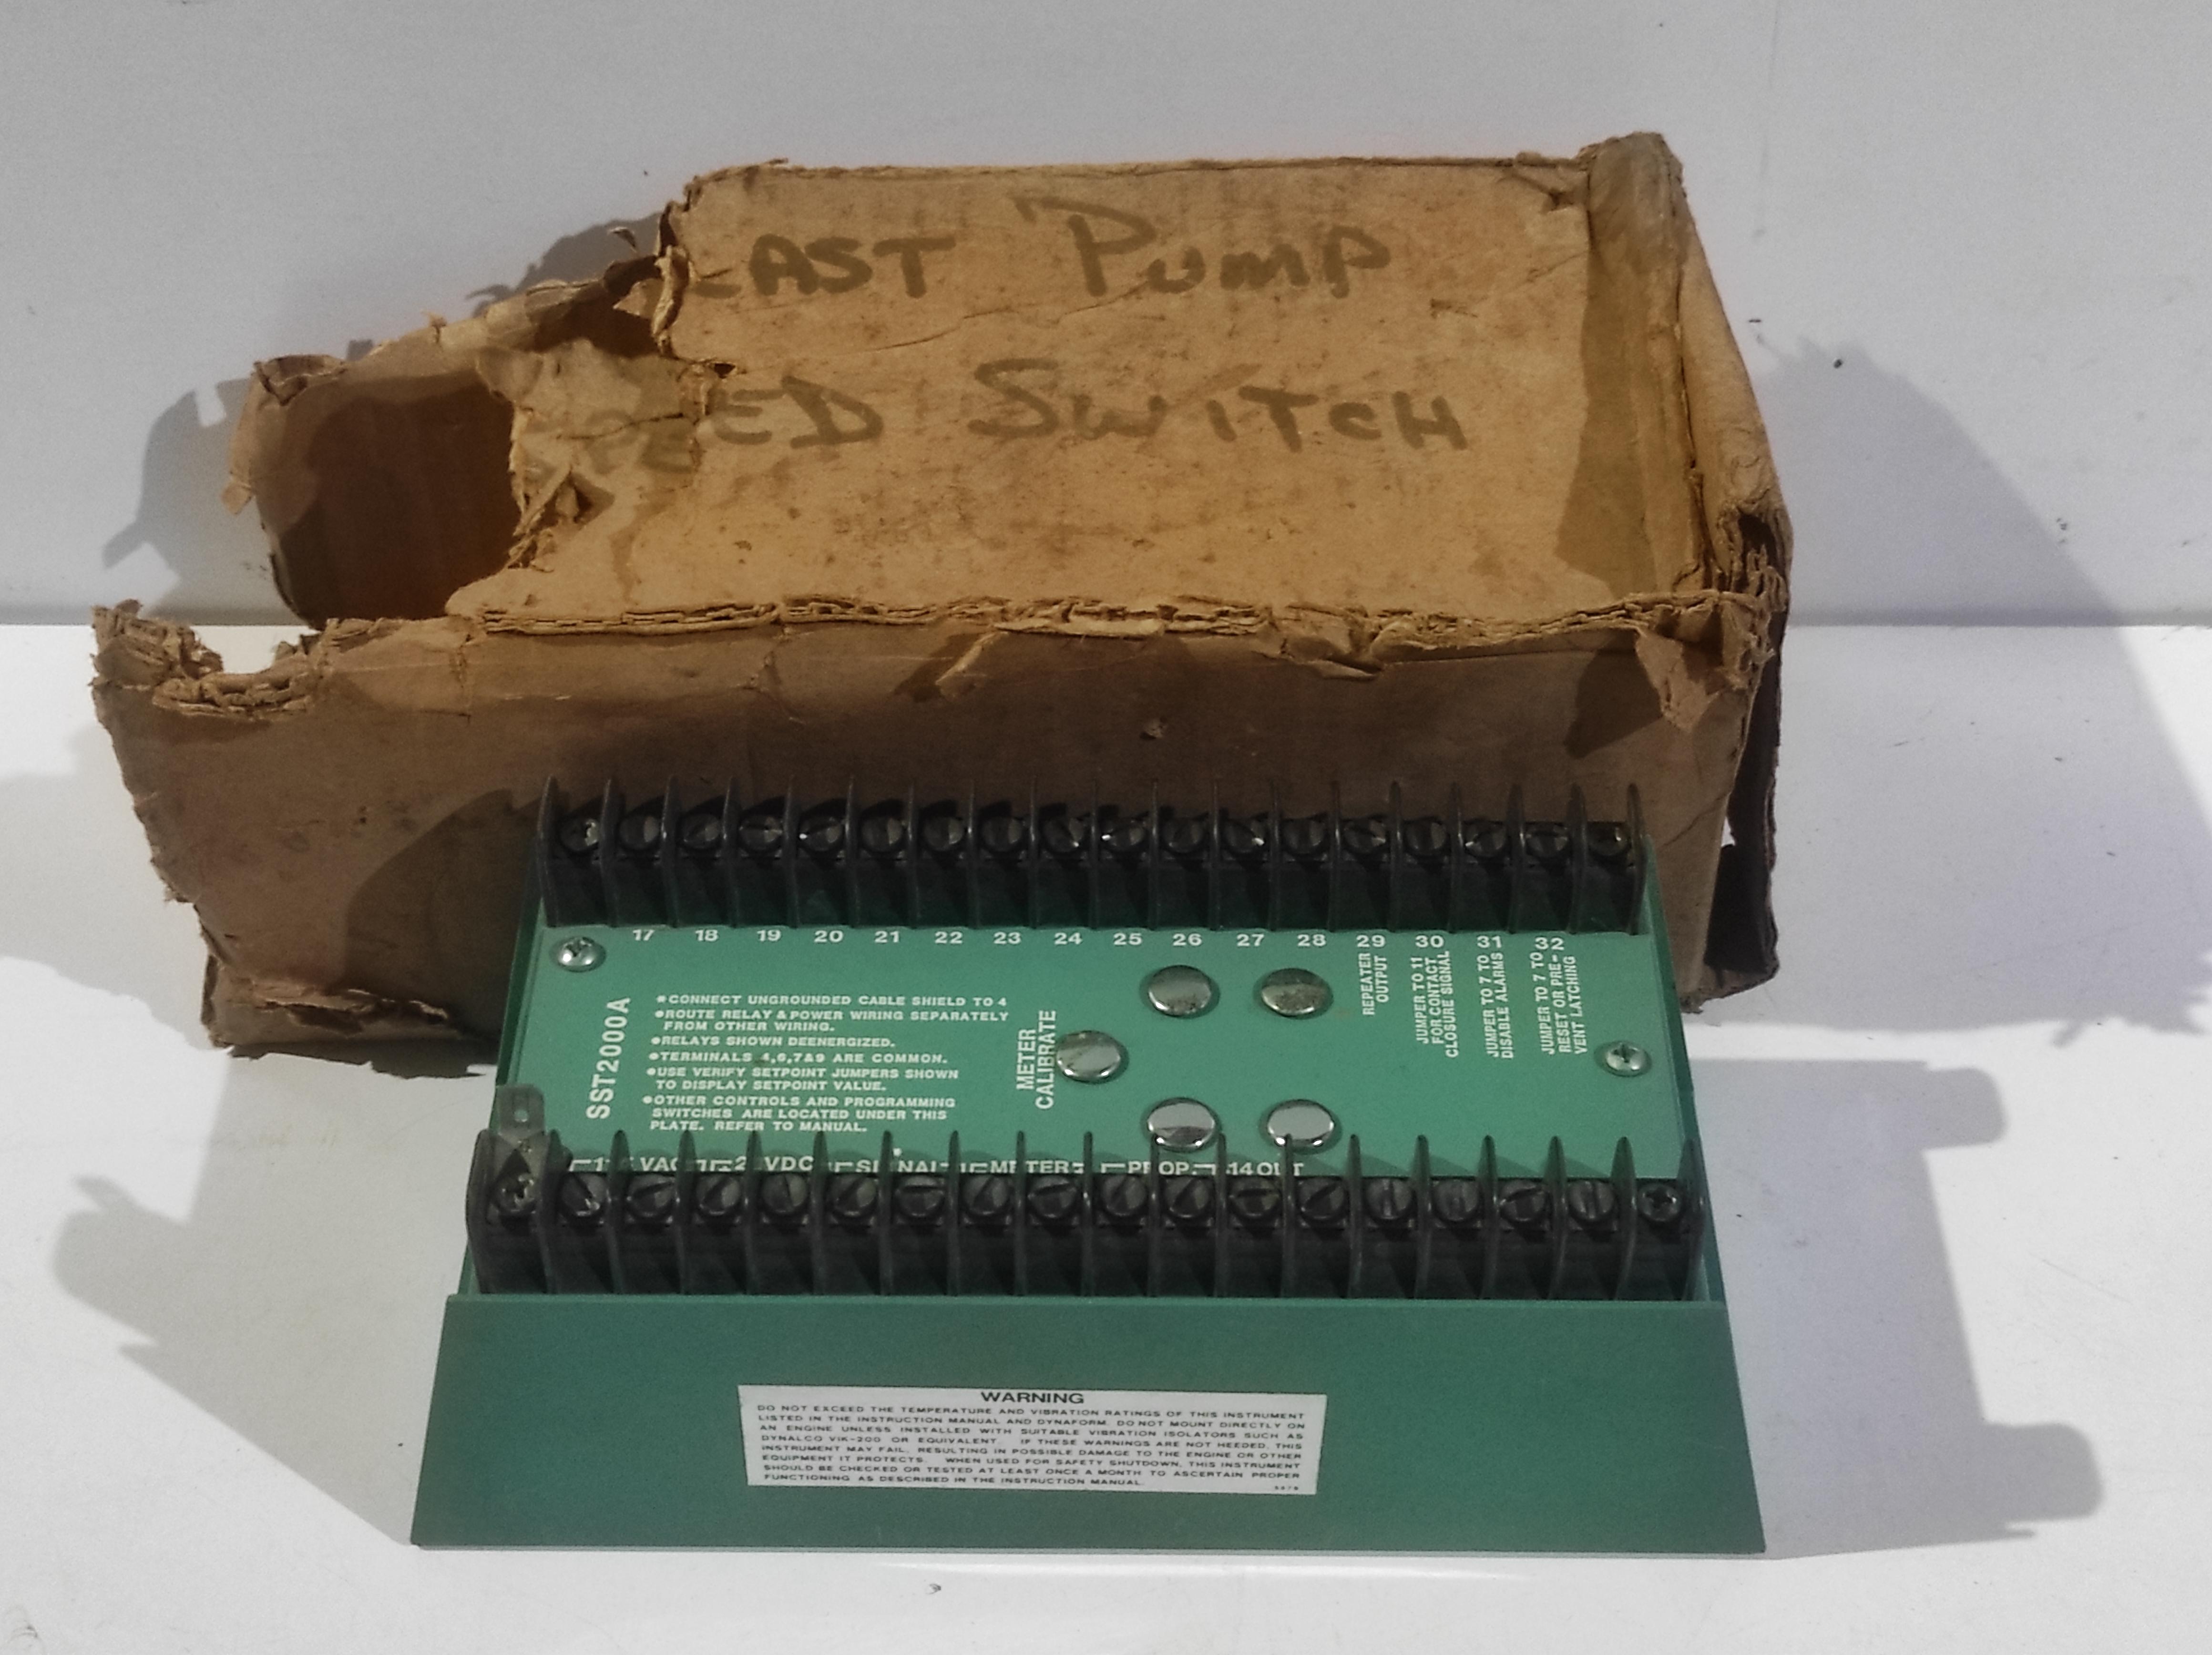 EAST PUMP
SPEED SWITCH
17 18 19 20 21 22 23 24 25 26 27 28 29 30 31 32
REPEATER
OUTPUT
JUMPER TO 11
FOR CONTACT
CLOSURE SIGNAL
JUMPER TO 7 TO
DISABLE ALARMS
JUMPER TO 7 TO
RESET OR PRE-
VENT LATCHING
SST2000A
*CONNECT UNGROUNDED CABLE SHIELD TO 4
•ROUTE RELAY & POWER WIRING SEPARATELY
FROM OTHER WIRING.
•RELAYS SHOWN DEENERGIZED.
•TERMINALS 4,6,7&9 ARE COMMON.
•USE VERIFY SETPOINT JUMPERS SHOWN
TO DISPLAY SETPOINT VALUE.
•OTHER CONTROLS AND PROGRAMMING
SWITCHES ARE LOCATED UNDER THIS
PLATE. REFER TO MANUAL.
METER
CALIBRATE
VAC VDC SIGNAL METER PROP. 14 OUT
WARNING
DO NOT EXCEED THE TEMPERATURE AND VIBRATION RATINGS OF THIS INSTRUMENT
LISTED IN THE INSTRUCTION MANUAL AND DYNAFORM. DO NOT MOUNT DIRECTLY ON
AN ENGINE UNLESS INSTALLED WITH SUITABLE VIBRATION ISOLATORS SUCH AS
DYNALCO VIK-200 OR EQUIVALENT. IF THESE WARNINGS ARE NOT HEEDED, THIS
INSTRUMENT MAY FAIL, RESULTING IN POSSIBLE DAMAGE TO THE ENGINE OR OTHER
EQUIPMENT IT PROTECTS. WHEN USED FOR SAFETY SHUTDOWN, THIS INSTRUMENT
SHOULD BE CHECKED OR TESTED AT LEAST ONCE A MONTH TO ASCERTAIN PROPER
FUNCTIONING AS DESCRIBED IN THE INSTRUCTION MANUAL.